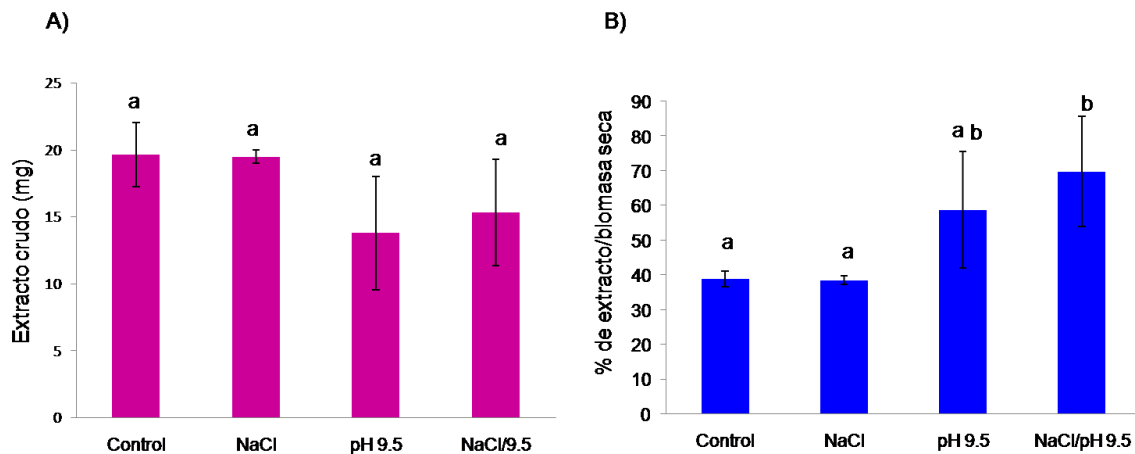 A)
Extracto crudo (mg)
25
20
15
10
5
0
a
a
a
a
Control NaCl pH 9.5 NaCl/9.5
B)
% de extracto/biomasa seca
90
80
70
60
50
40
30
20
10
0
a
a
a b
b
Control NaCl pH 9.5 NaCl/pH 9.5